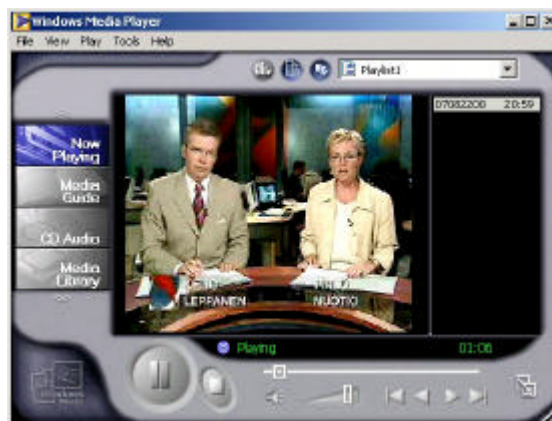 Windows Media Player
File View Play Tools Help
Playlist1
07082200 20:59
Now
Playing
Media
Guide
CD Audio
Media
Library
LEPPÄNEN NUOTIO
Playing 01:06